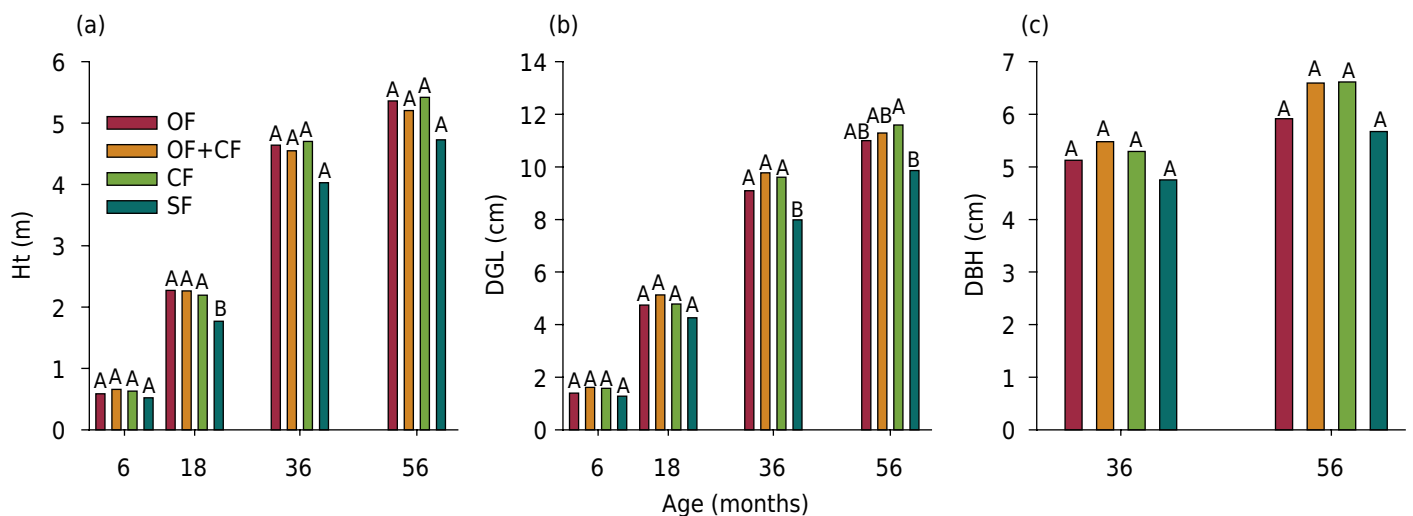 (a)
Ht (m)
6
5
4
3
2
1
0
OF
OF+CF
CF
SF
A A A A
A A A B
A A A A
A A A A
6 18 36 56
(b)
DGL (cm)
14
12
10
8
6
4
2
0
A A A A
A A A A
A A A B
AB AB A B
6 18 36 56
Age (months)
(c)
DBH (cm)
7
6
5
4
3
2
1
0
A A A A
A A A A
36 56